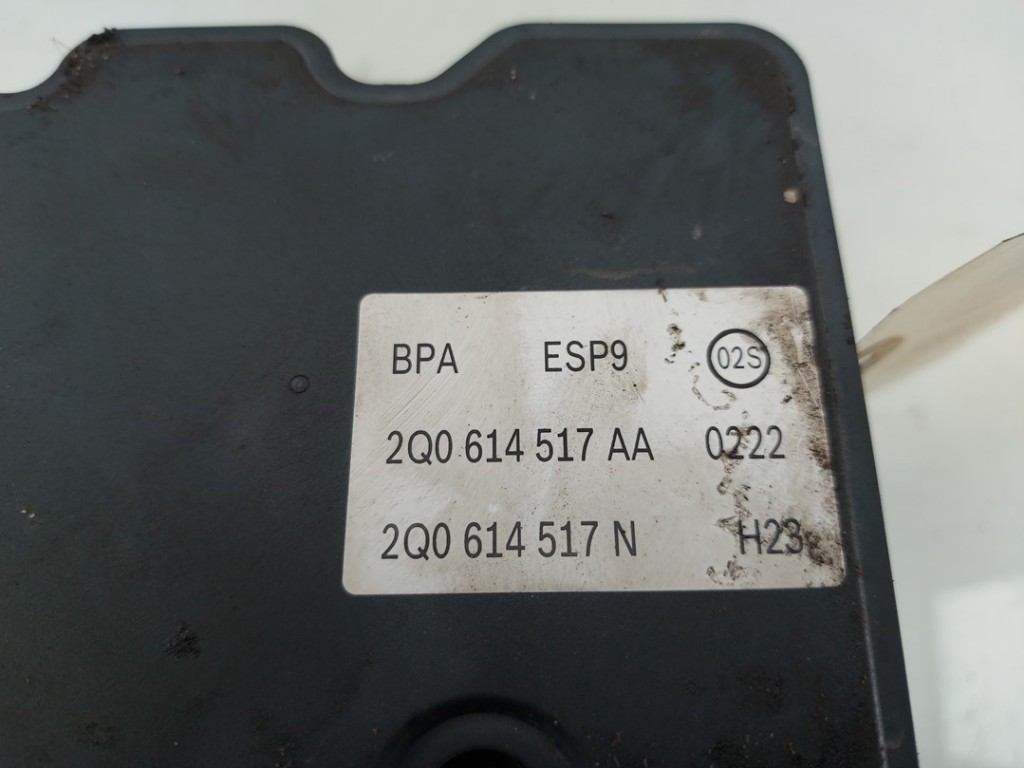 BPA ESP9 02S
2Q0 614 517 AA 0222
2Q0 614 517 N H23